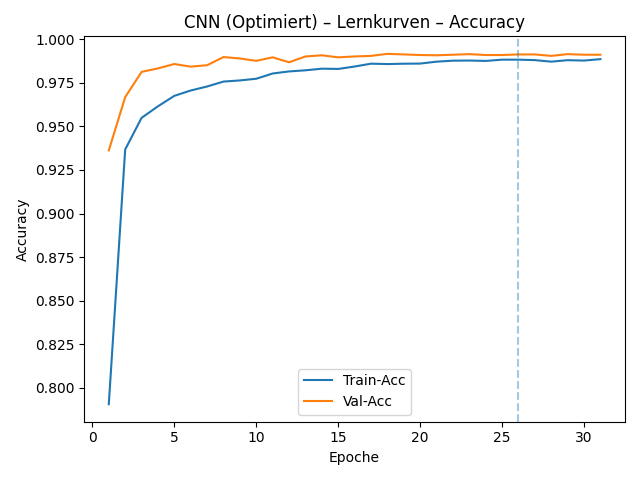 CNN (Optimiert) – Lernkurven – Accuracy
1.000
0.975
0.950
0.925
0.900
0.875
0.850
0.825
0.800
Accuracy
Train-Acc
Val-Acc
0 5 10 15 20 25 30
Epoche